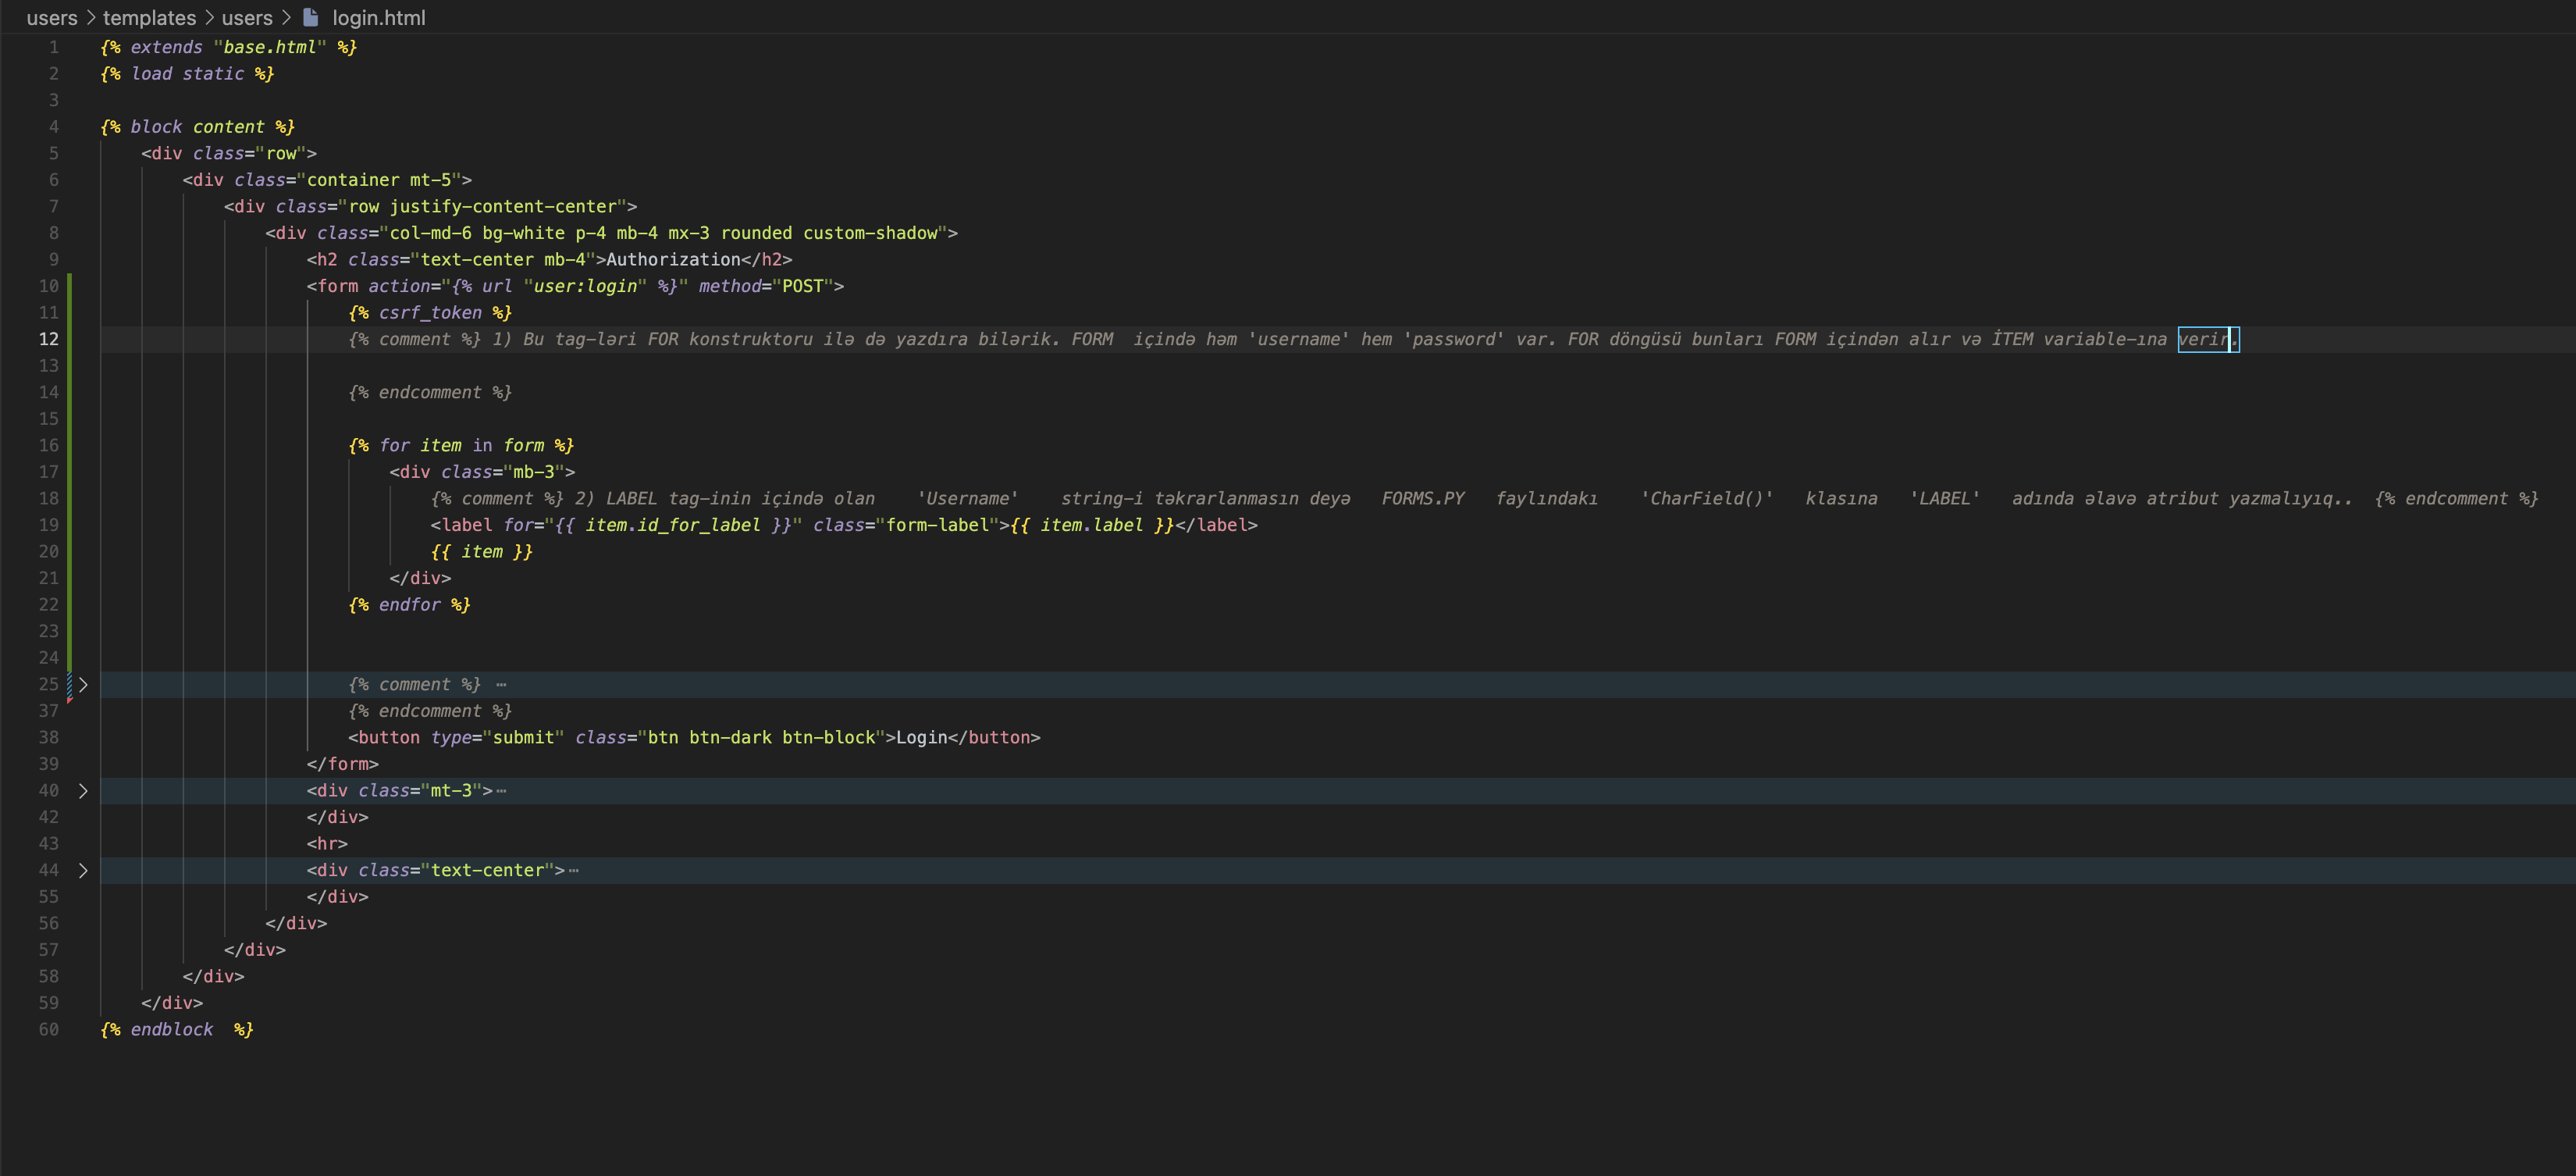 users > templates > users > login.html
1 {% extends "base.html" %}
2 {% load static %}
3
4 {% block content %}
5 <div class="row">
6 <div class="container mt-5">
7 <div class="row justify-content-center">
8 <div class="col-md-6 bg-white p-4 mb-4 mx-3 rounded custom-shadow">
9 <h2 class="text-center mb-4">Authorization</h2>
10 <form action="{% url "user:login" %}" method="POST">
11 {% csrf_token %}
12 {% comment %} 1) Bu tag-ləri FOR konstruktoru ilə də yazdıra bilərik. FORM  içində həm 'username' hem 'password' var. FOR döngüsü bunları FORM içindən alır və İTEM variable-ına verir.
13
14 {% endcomment %}
15
16 {% for item in form %}
17 <div class="mb-3">
18 {% comment %} 2) LABEL tag-inin içində olan    'Username'    string-i təkrarlanmasın deyə   FORMS.PY   faylındakı    'CharField()'   klasına   'LABEL'   adında əlavə atribut yazmalıyıq..  {% endcomment %}
19 <label for="{{ item.id_for_label }}" class="form-label">{{ item.label }}</label>
20 {{ item }}
21 </div>
22 {% endfor %}
23
24
25 > {% comment %} ⋯
37 {% endcomment %}
38 <button type="submit" class="btn btn-dark btn-block">Login</button>
39 </form>
40 > <div class="mt-3">⋯
42 </div>
43 <hr>
44 > <div class="text-center">⋯
55 </div>
56 </div>
57 </div>
58 </div>
59 </div>
60 {% endblock  %}